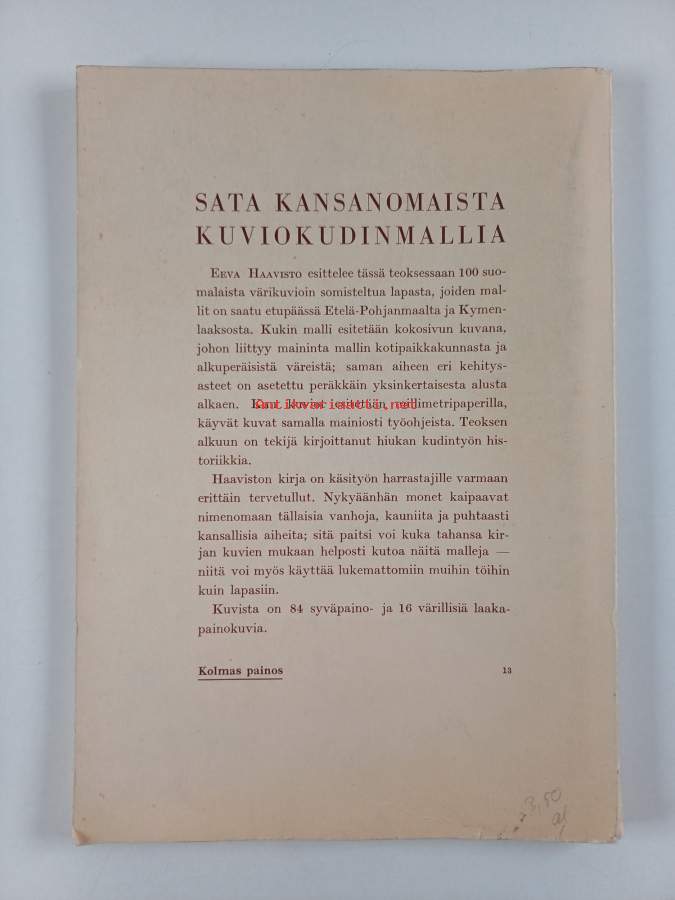 SATA KANSANOMAISTA
KUVIOKUDINMALLIA
EEVA HAAVISTO esittelee tässä teoksessaan 100 suo-
malaista värikuvioin somisteltua lapasta, joiden mal-
lit on saatu etupäässä Etelä-Pohjanmaalta ja Kymen-
laaksosta. Kukin malli esitetään kokosivun kuvana,
johon liittyy maininta mallin kotipaikkakunnasta ja
alkuperäisistä väreistä; saman aiheen eri kehitys-
asteet on asetettu peräkkäin yksinkertaisesta alusta
alkaen. Kun kuviot esitetään millimetripaperilla,
Antikvariaatti.net
käyvät kuvat samalla mainiosti työohjeista. Teoksen
alkuun on tekijä kirjoittanut hiukan kudintyön his-
toriikkia.
Haaviston kirja on käsityön harrastajille varmaan
erittäin tervetullut. Nykyäänhän monet kaipaavat
nimenomaan tällaisia vanhoja, kauniita ja puhtaasti
kansallisia aiheita; sitä paitsi voi kuka tahansa kir-
jan kuvien mukaan helposti kutoa näitä malleja —
niitä voi myös käyttää lukemattomiin muihin töihin
kuin lapasiin.
Kuvista on 84 syväpaino- ja 16 värillisiä laaka-
painokuvia.
Kolmas painos 13
3,50